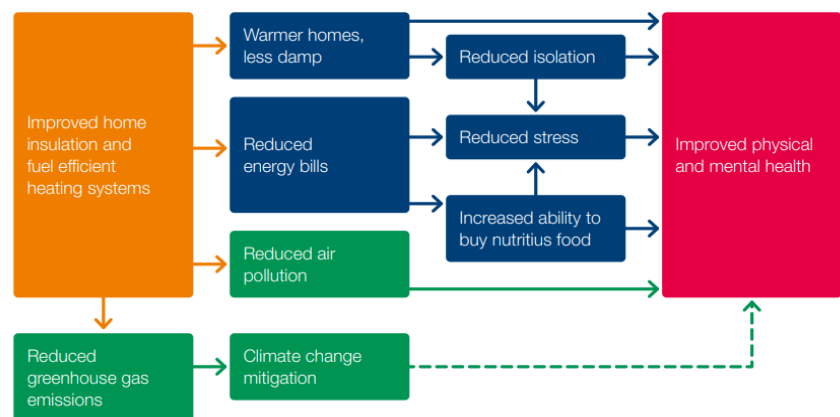 Warmer homes,
less damp
Reduced isolation
Improved home
insulation and
fuel efficient
heating systems
Reduced
energy bills
Reduced stress
Improved physical
and mental health
Increased ability to
buy nutritius food
Reduced air
pollution
Reduced
greenhouse gas
emissions
Climate change
mitigation